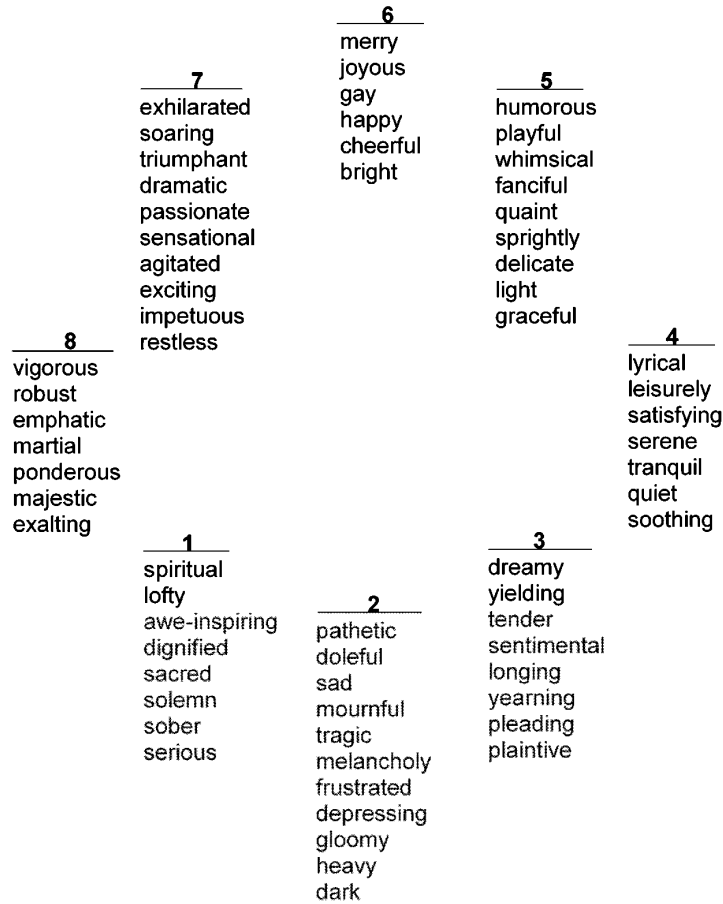 6
merry
joyous
gay
happy
cheerful
bright
7
exhilarated
soaring
triumphant
dramatic
passionate
sensational
agitated
exciting
impetuous
restless
5
humorous
playful
whimsical
fanciful
quaint
sprightly
delicate
light
graceful
8
vigorous
robust
emphatic
martial
ponderous
majestic
exalting
4
lyrical
leisurely
satisfying
serene
tranquil
quiet
soothing
1
spiritual
lofty
awe-inspiring
dignified
sacred
solemn
sober
serious
2
pathetic
doleful
sad
mournful
tragic
melancholy
frustrated
depressing
gloomy
heavy
dark
3
dreamy
yielding
tender
sentimental
longing
yearning
pleading
plaintive